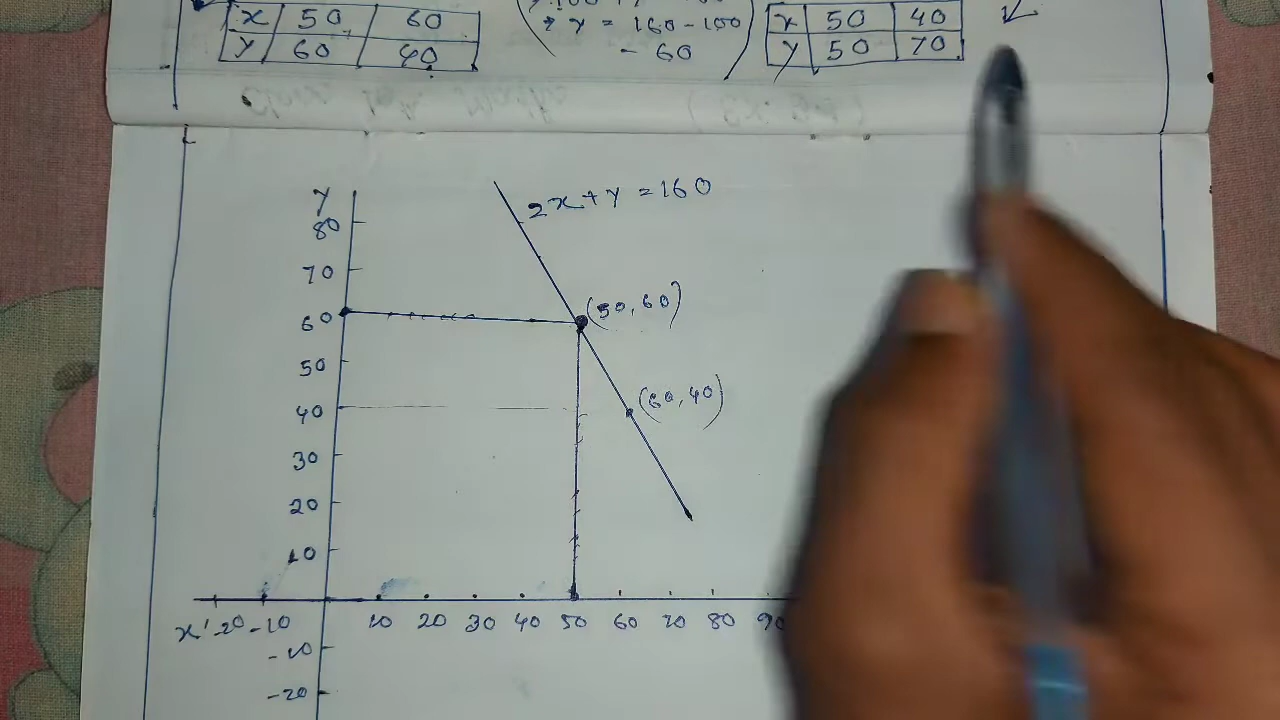 x 50 60
y 60 40
y = 160 - 100
- 60
x 50 40
y 50 70
y
2x + y = 160
80
70
(50, 60)
60
50
(60, 40)
40
30
20
10
x' -20 -10 10 20 30 40 50 60 70 80 90
-10
-20